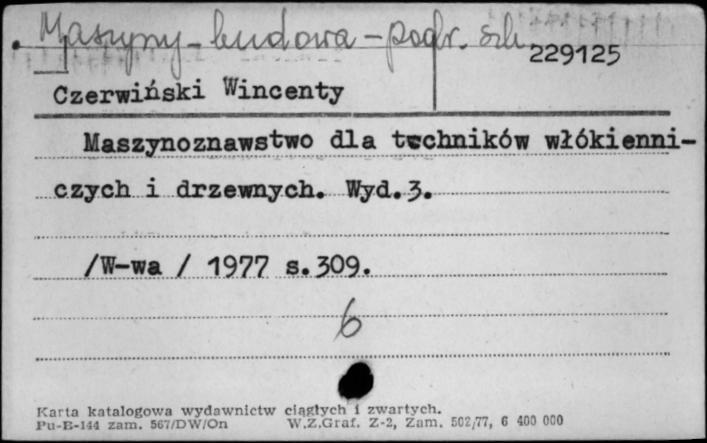 Maszyny - budowa - podr. szk.
229125
Czerwiński Wincenty
Maszynoznawstwo dla techników włókienni-
czych i drzewnych. Wyd.3.
/W-wa / 1977 s.309.
6
Karta katalogowa wydawnictw ciągłych i zwartych.
Pu-B-144 zam. 567/DW/On W.Z.Graf. Z-2, Zam. 502/77, 6 400 000